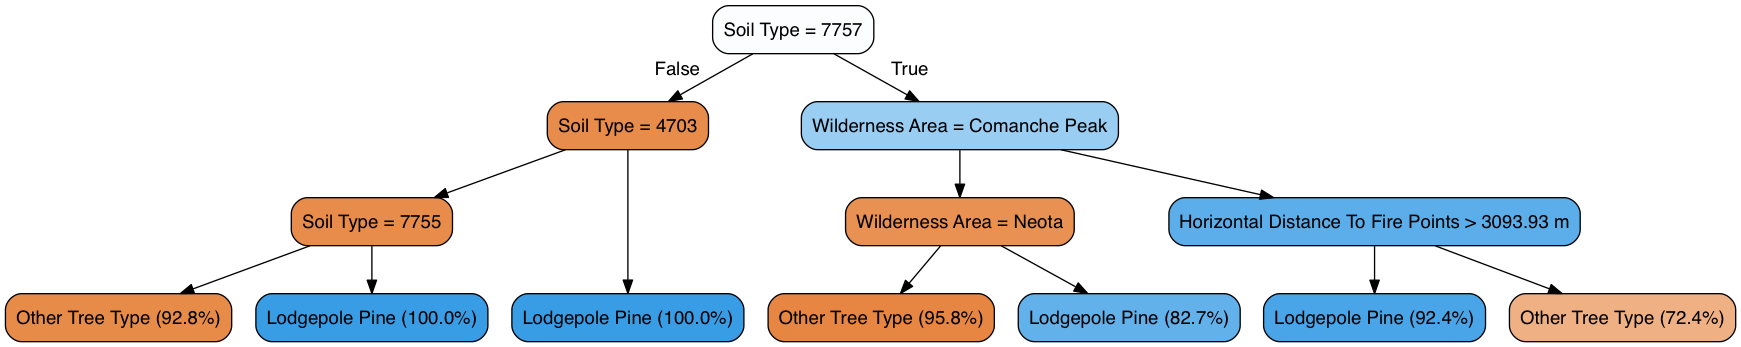 Soil Type = 7757
False
True
Soil Type = 4703
Wilderness Area = Comanche Peak
Soil Type = 7755
Wilderness Area = Neota
Horizontal Distance To Fire Points > 3093.93 m
Other Tree Type (92.8%)
Lodgepole Pine (100.0%)
Lodgepole Pine (100.0%)
Other Tree Type (95.8%)
Lodgepole Pine (82.7%)
Lodgepole Pine (92.4%)
Other Tree Type (72.4%)